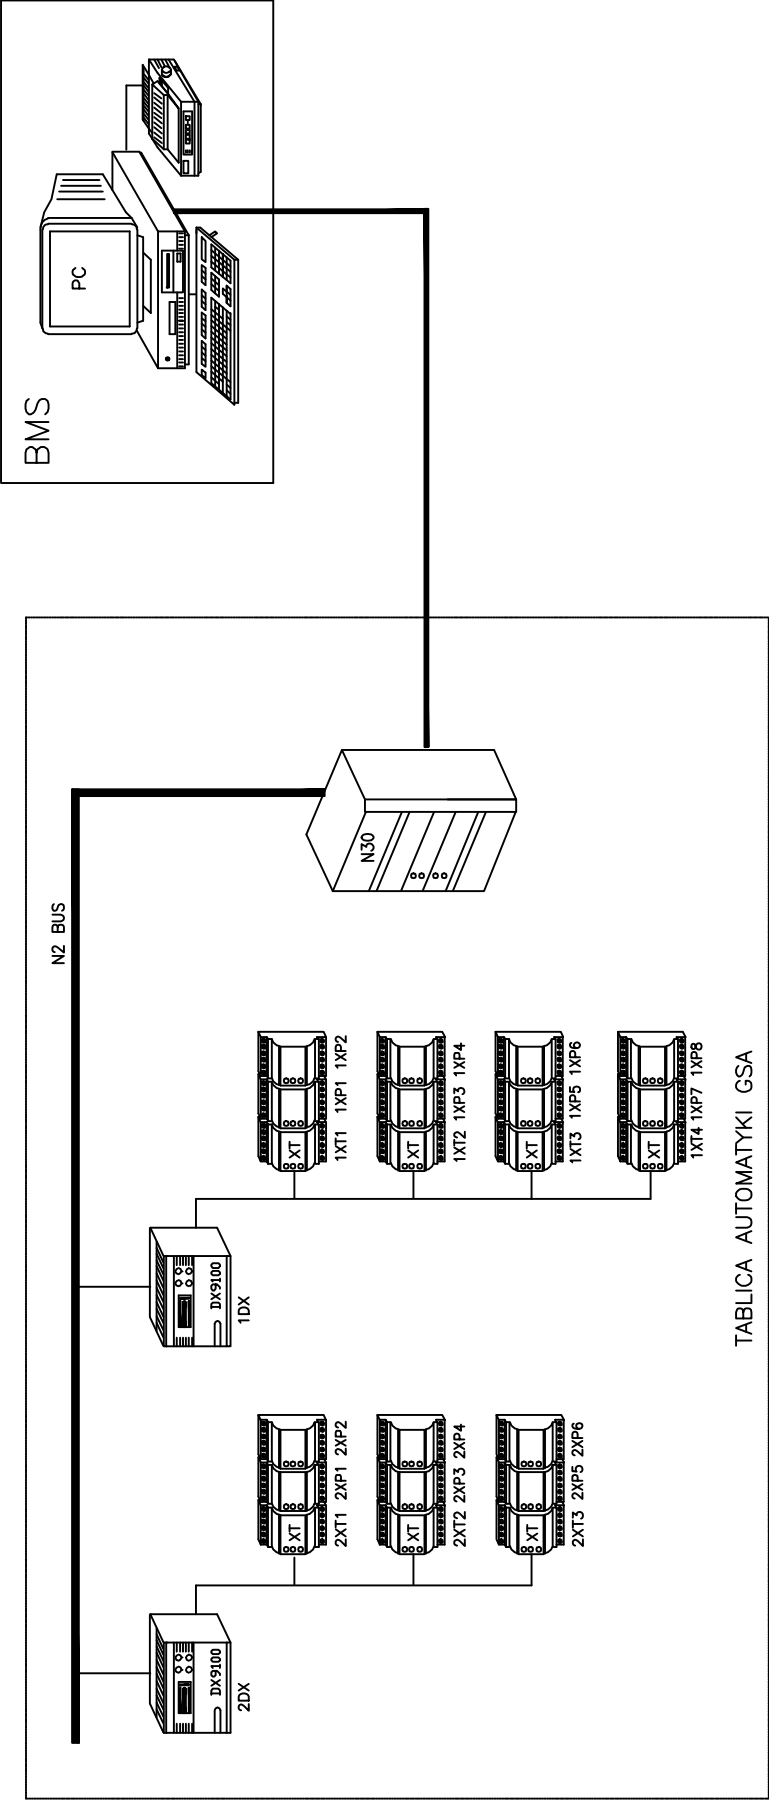 BMS
PC
N2 BUS
N30
2DX
DX9100
1DX
DX9100
XT
2XT1 2XP1 2XP2
XT
1XT1 1XP1 1XP2
XT
2XT2 2XP3 2XP4
XT
1XT2 1XP3 1XP4
XT
2XT3 2XP5 2XP6
XT
1XT3 1XP5 1XP6
XT
1XT4 1XP7 1XP8
TABLICA AUTOMATYKI GSA